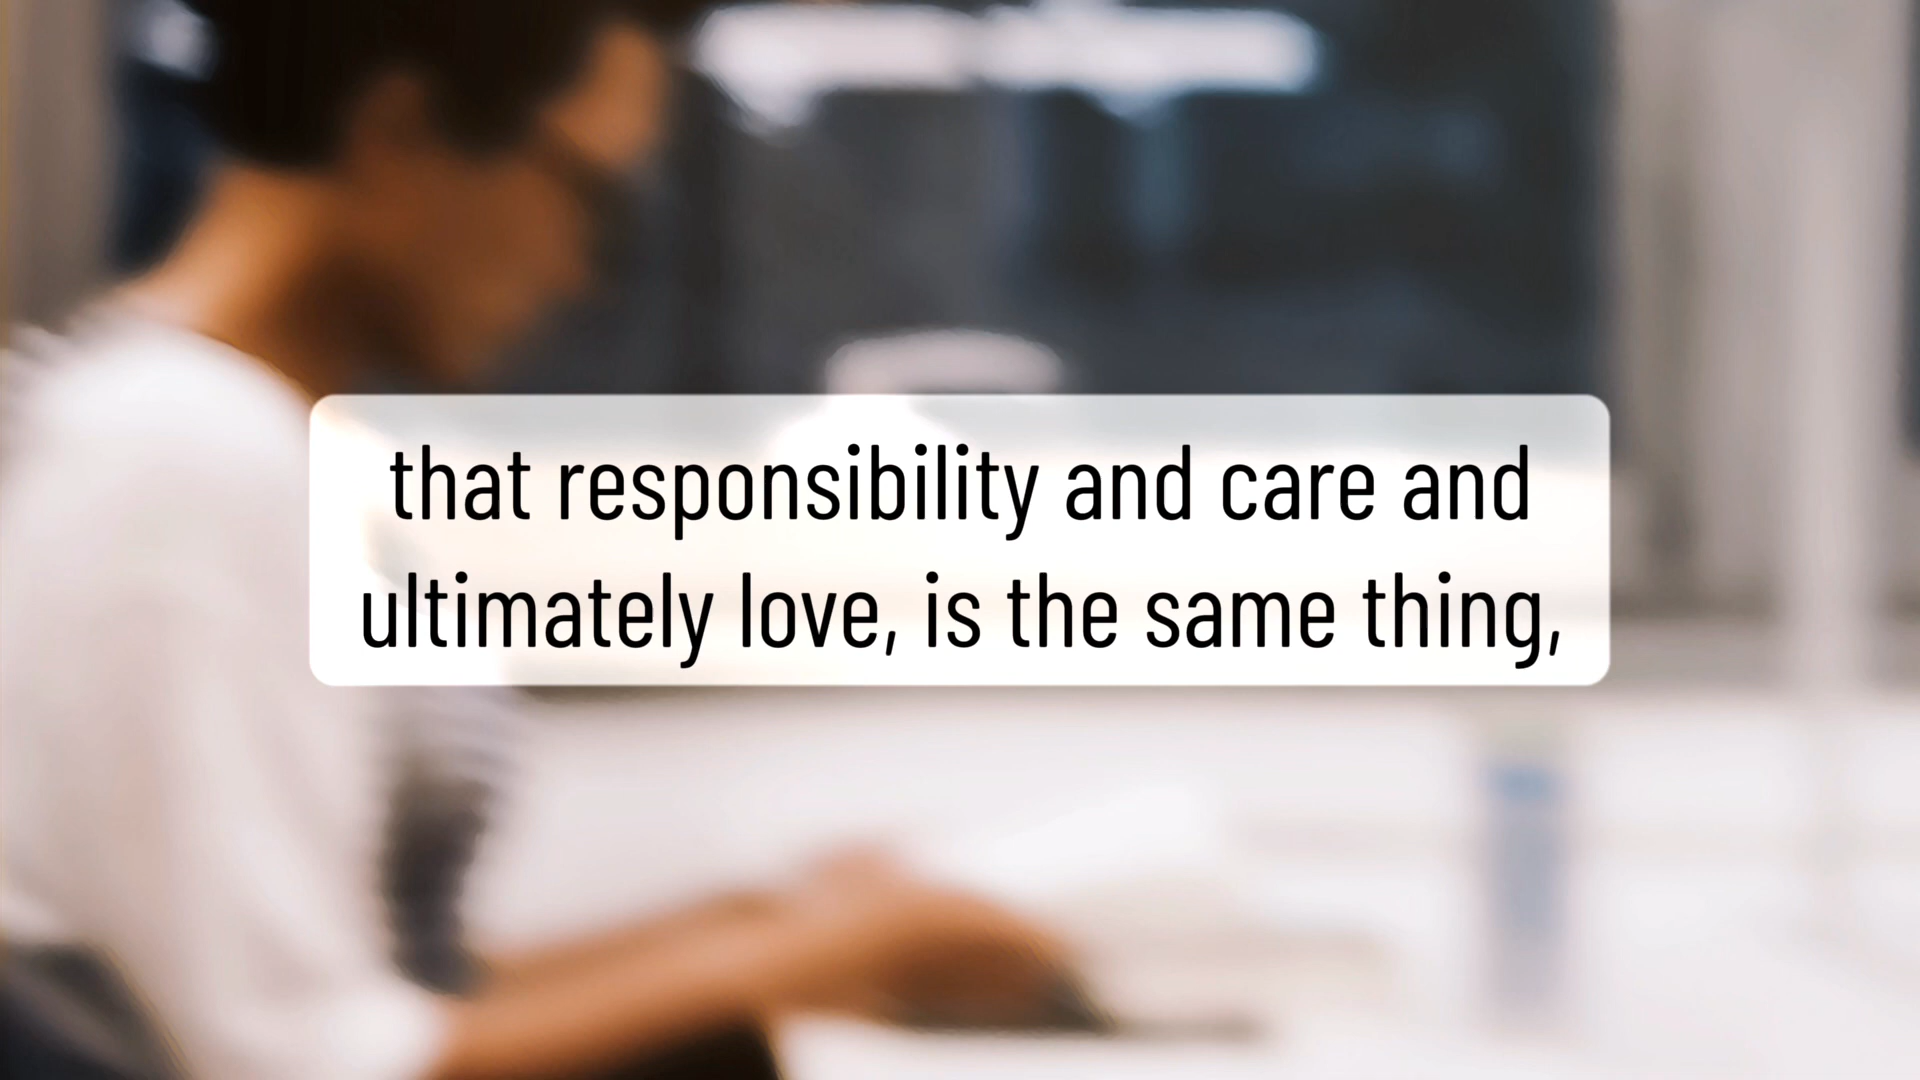 that responsibility and care and
ultimately love, is the same thing,